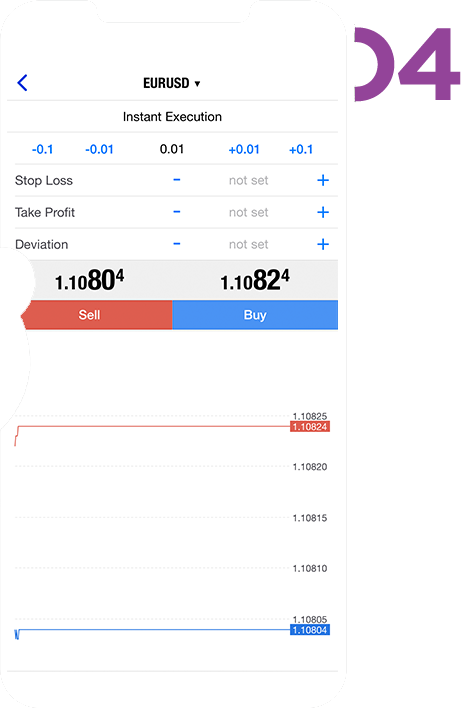 04
EURUSD ▼
Instant Execution
-0.1 -0.01 0.01 +0.01 +0.1
Stop Loss - not set +
Take Profit - not set +
Deviation - not set +
1.10804 1.10824
Sell Buy
1.10825
1.10824
1.10820
1.10815
1.10810
1.10805
1.10804